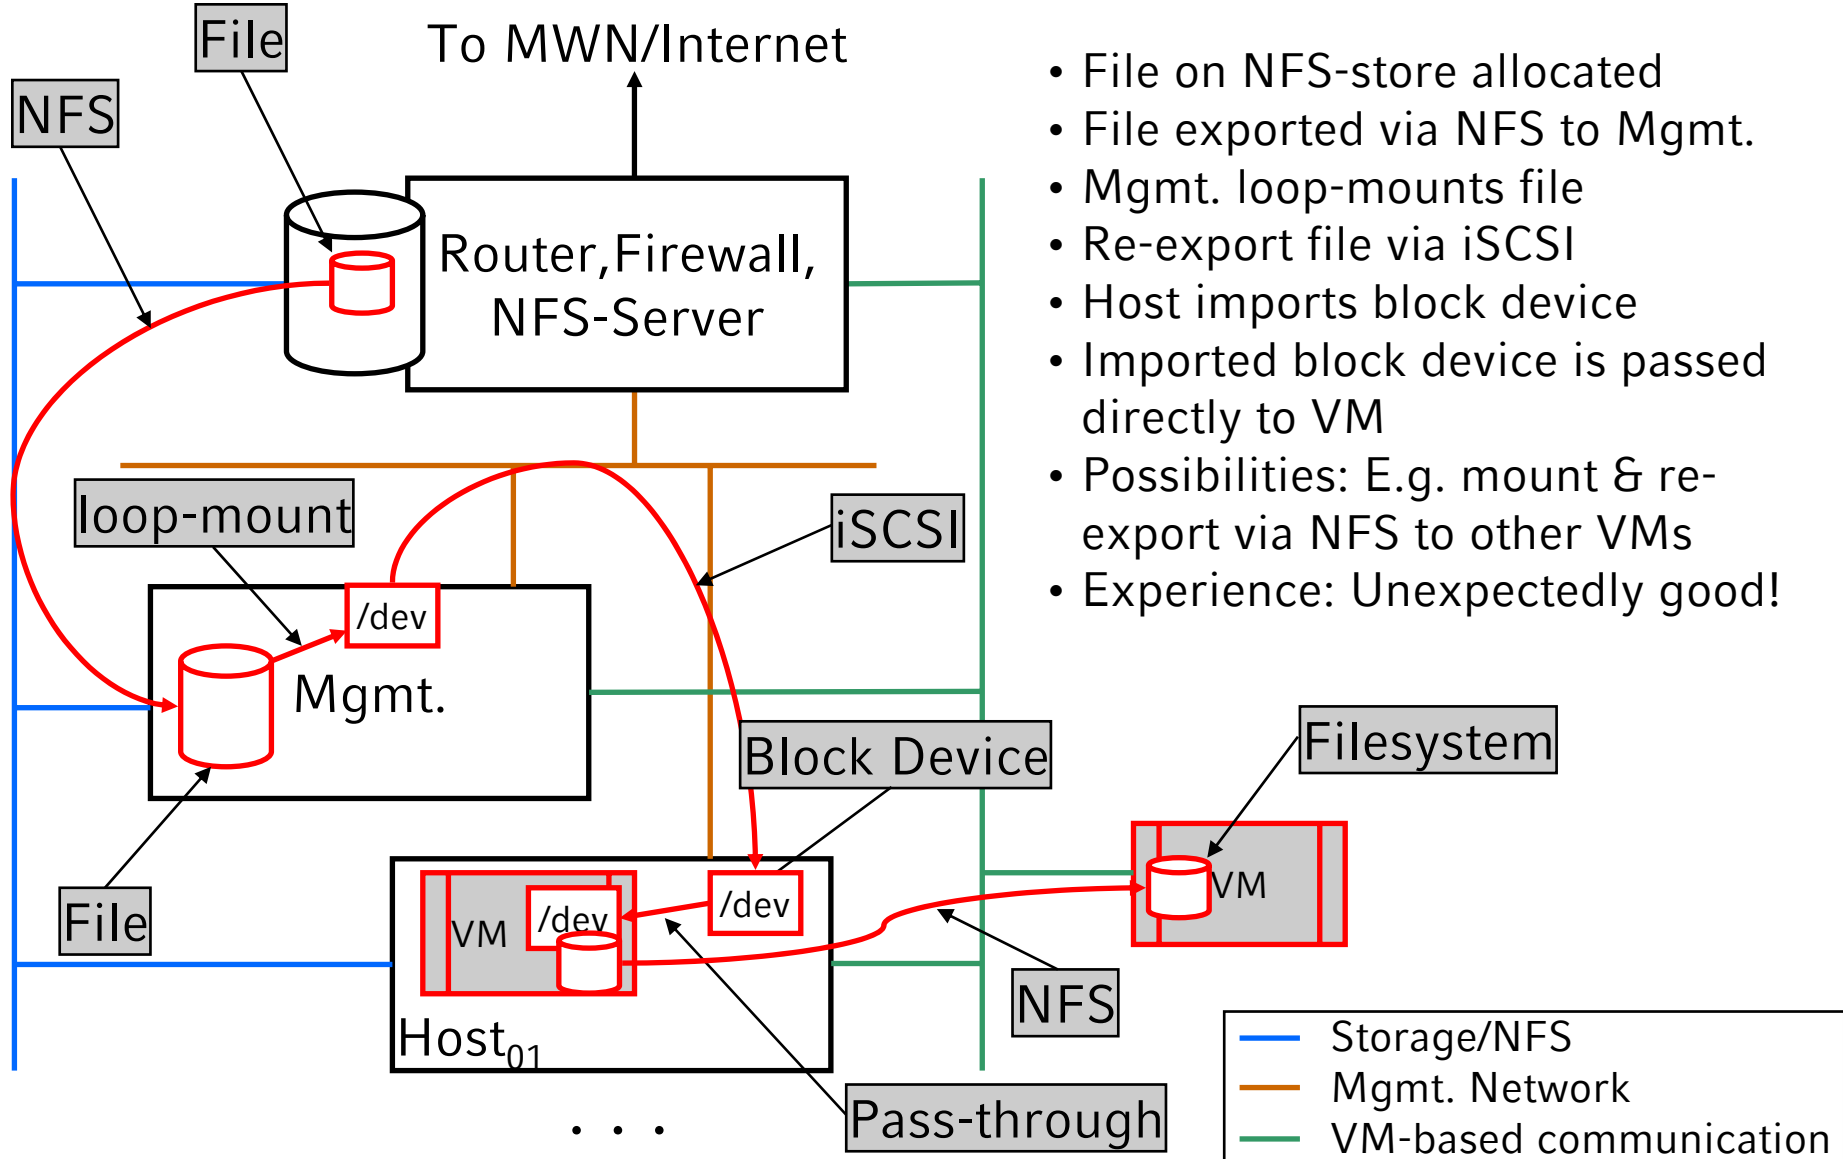 File
To MWN/Internet
NFS
Router,Firewall,
NFS-Server
loop-mount
iSCSI
/dev
Mgmt.
Block Device
Filesystem
File
VM
/dev
/dev
VM
NFS
Host01
Pass-through
. . .
• File on NFS-store allocated
• File exported via NFS to Mgmt.
• Mgmt. loop-mounts file
• Re-export file via iSCSI
• Host imports block device
• Imported block device is passed
directly to VM
• Possibilities: E.g. mount & re-
export via NFS to other VMs
• Experience: Unexpectedly good!
Storage/NFS
Mgmt. Network
VM-based communication